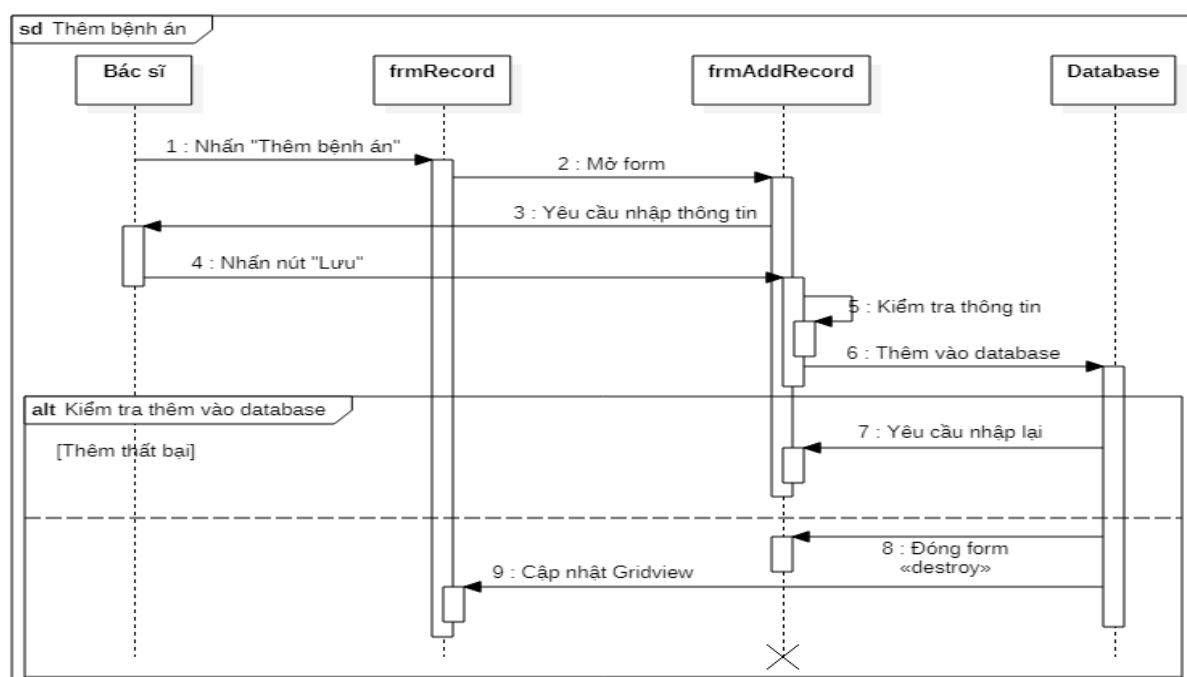 sd Thêm bệnh án
Bác sĩ
frmRecord
frmAddRecord
Database
1 : Nhấn "Thêm bệnh án"
2 : Mở form
3 : Yêu cầu nhập thông tin
4 : Nhấn nút "Lưu"
5 : Kiểm tra thông tin
6 : Thêm vào database
alt Kiểm tra thêm vào database
[Thêm thất bại]
7 : Yêu cầu nhập lại
8 : Đóng form
«destroy»
9 : Cập nhật Gridview